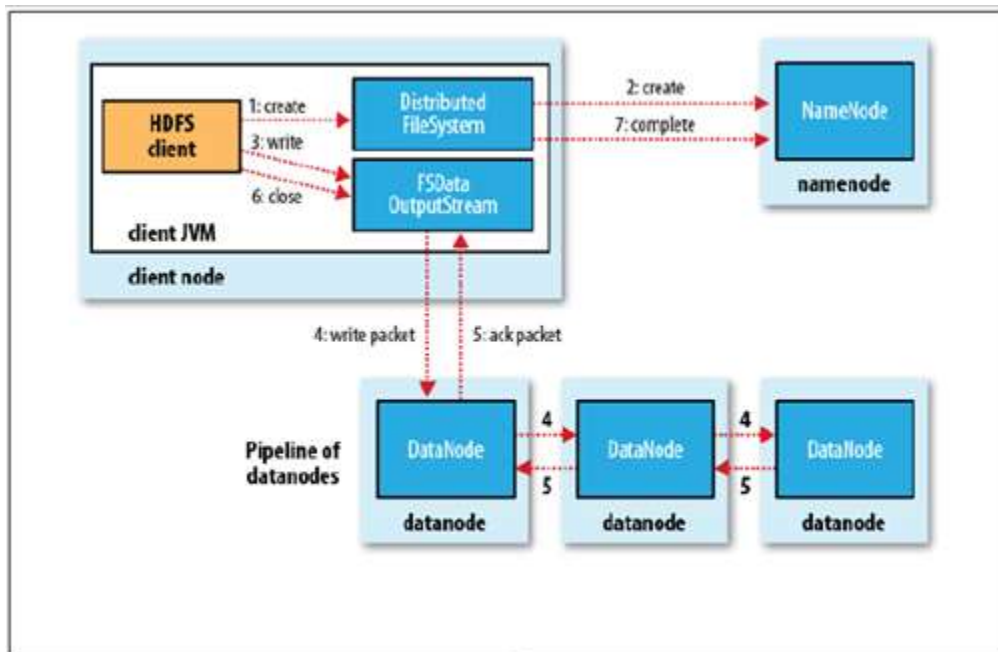 HDFS
client
1: create
3: write
6: close
Distributed
FileSystem
FSData
OutputStream
client JVM
client node
2: create
7: complete
NameNode
namenode
4: write packet
5: ack packet
Pipeline of
datanodes
DataNode
datanode
4
5
DataNode
datanode
4
5
DataNode
datanode